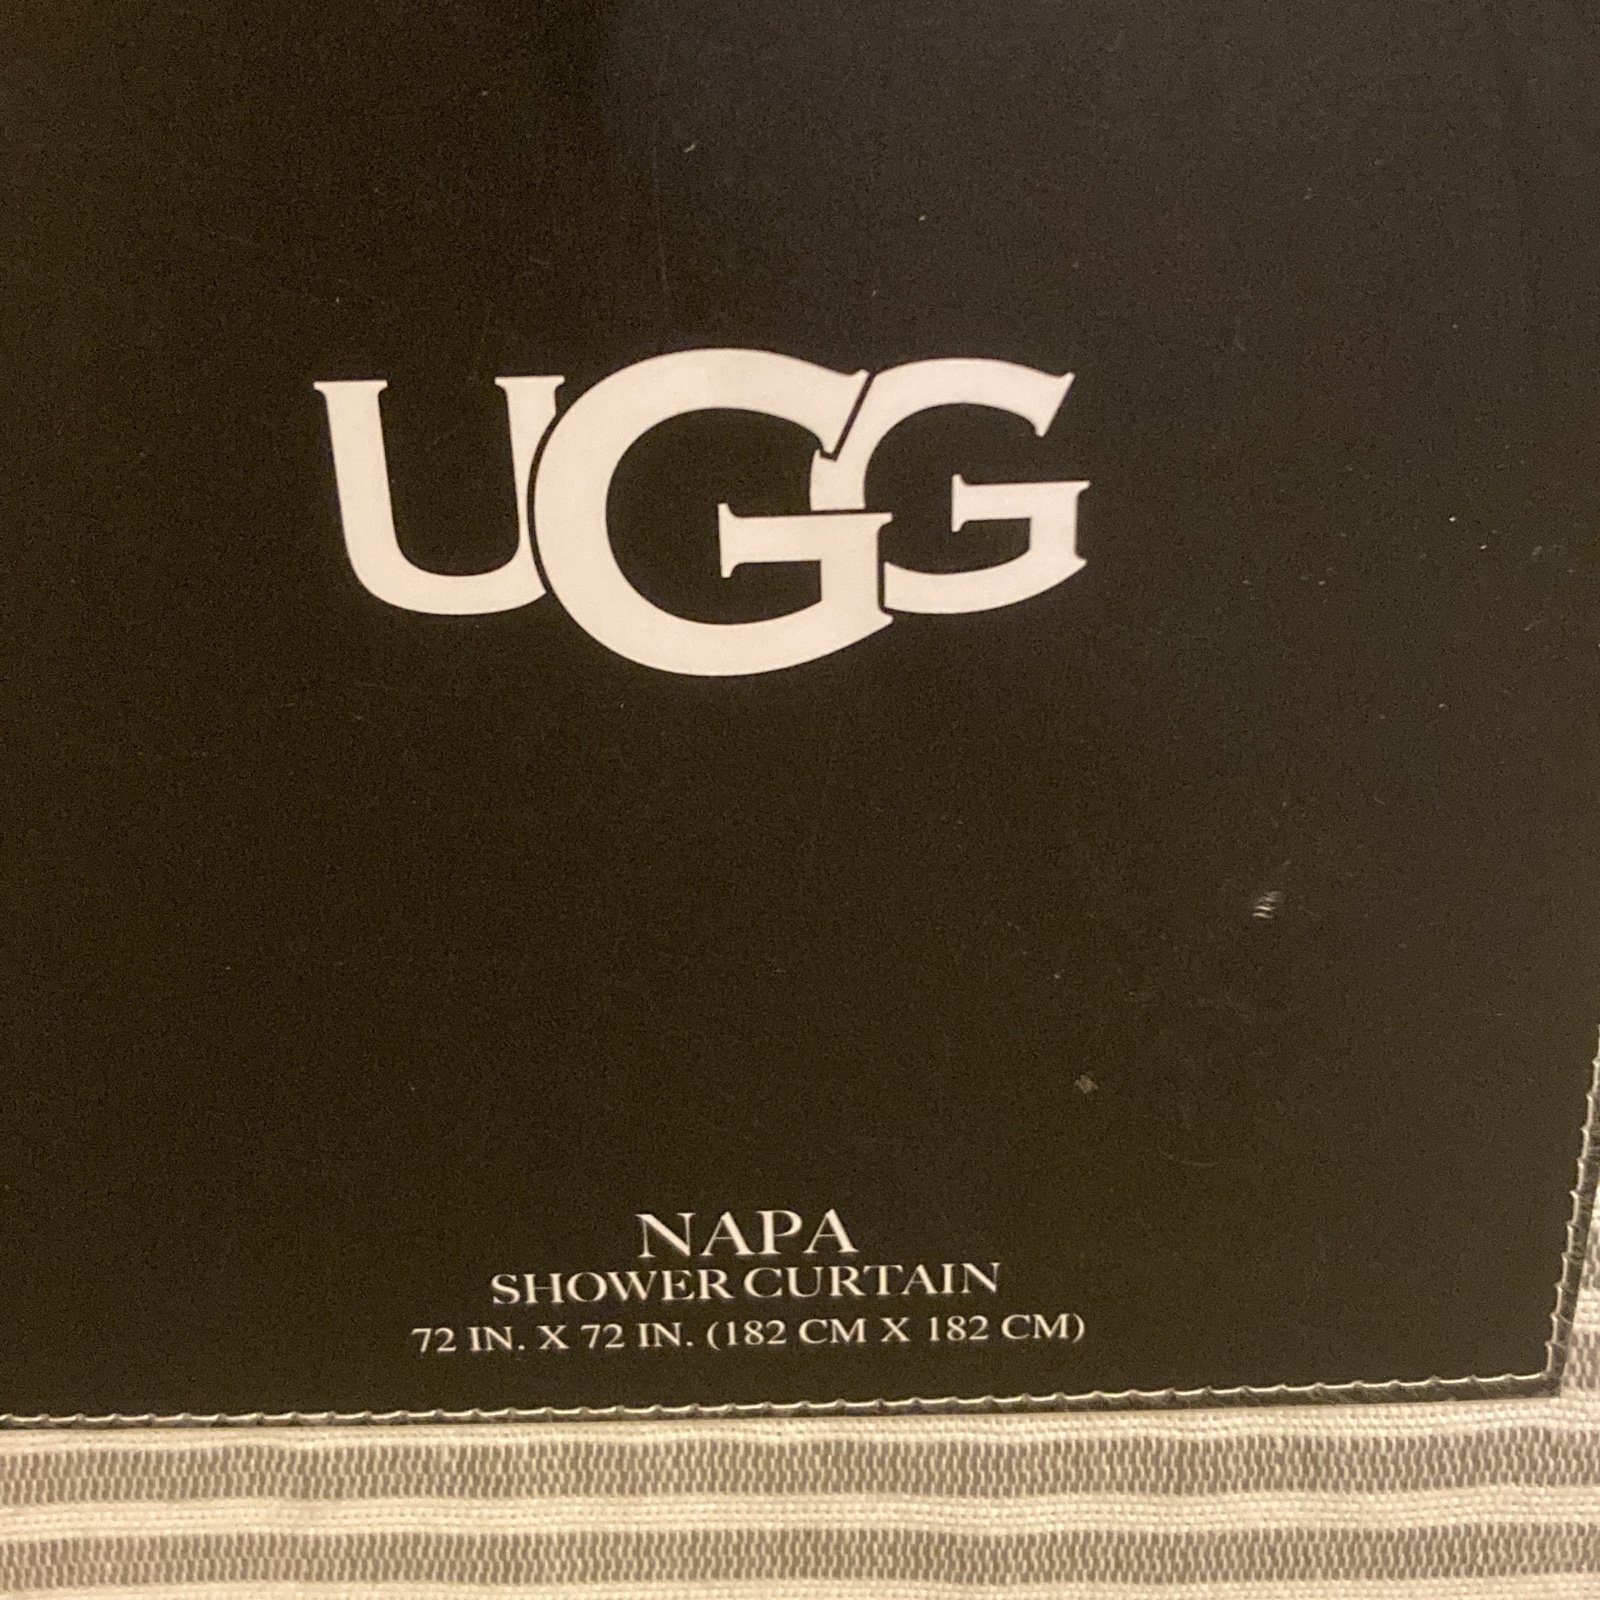 UGG
NAPA
SHOWER CURTAIN
72 IN. X 72 IN. (182 CM X 182 CM)